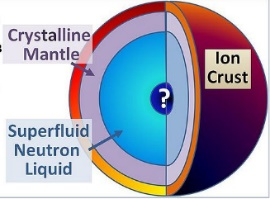 Crystalline
Mantle
Ion
Crust
?
Superfluid
Neutron
Liquid